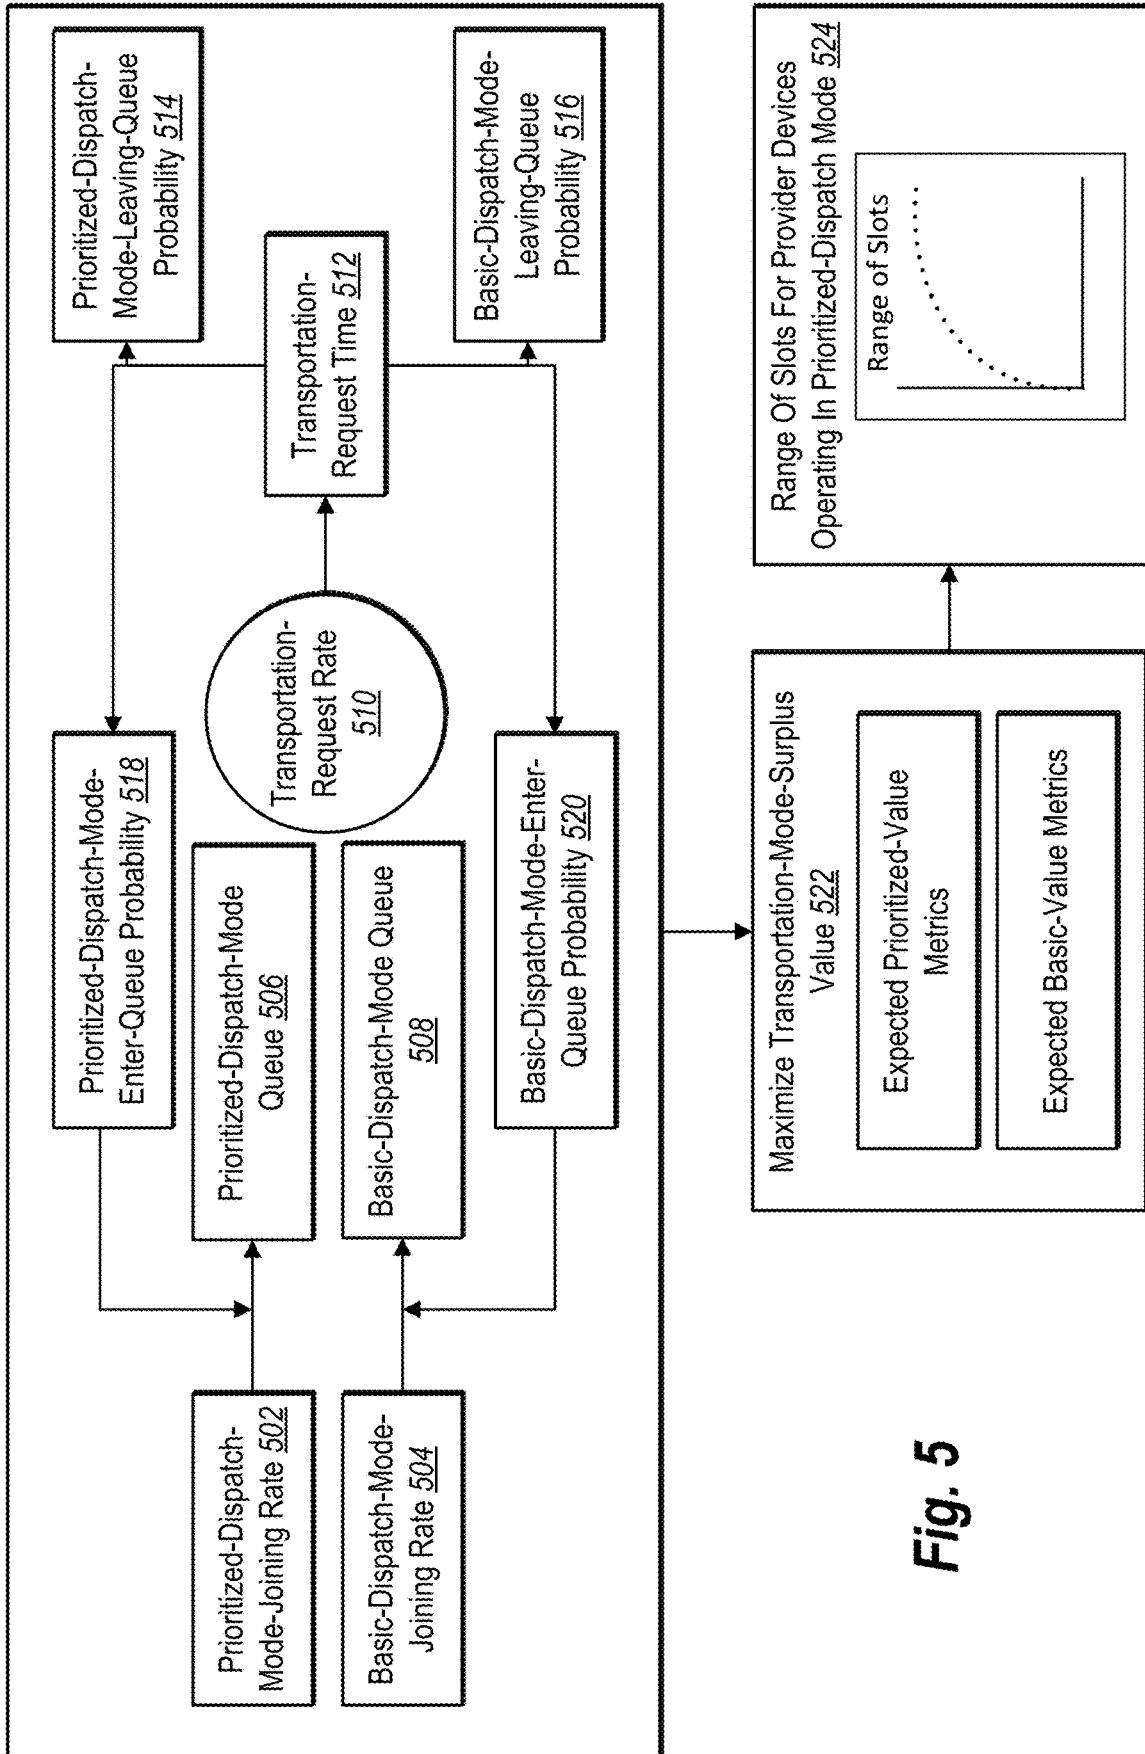 Prioritized-Dispatch-
Mode-Joining Rate 502
Basic-Dispatch-Mode-
Joining Rate 504
Prioritized-Dispatch-Mode-
Enter-Queue Probability 518
Prioritized-Dispatch-Mode
Queue 506
Basic-Dispatch-Mode Queue
508
Basic-Dispatch-Mode-Enter-
Queue Probability 520
Transportation-
Request Rate
510
Transportation-
Request Time 512
Prioritized-Dispatch-
Mode-Leaving-Queue
Probability 514
Basic-Dispatch-Mode-
Leaving-Queue
Probability 516
Maximize Transportation-Mode-Surplus
Value 522
Expected Prioritized-Value
Metrics
Expected Basic-Value Metrics
Range Of Slots For Provider Devices
Operating In Prioritized-Dispatch Mode 524
Range of Slots
Fig. 5